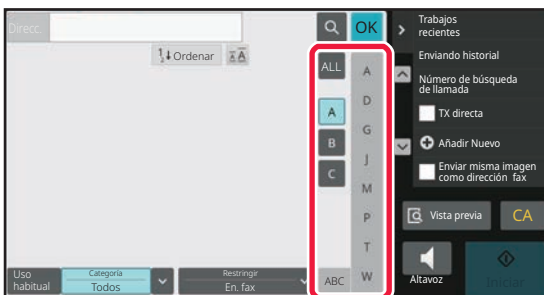 Direcc.
OK
Trabajos
recientes
Ordenar
ALL
A
B
C
A
D
G
J
M
P
T
W
ABC
Enviando historial
Número de búsqueda
de llamada
TX directa
Añadir Nuevo
Enviar misma imagen
como dirección fax
Vista previa
CA
Altavoz
Iniciar
Uso
habitual
Categoría
Todos
Restringir
En. fax